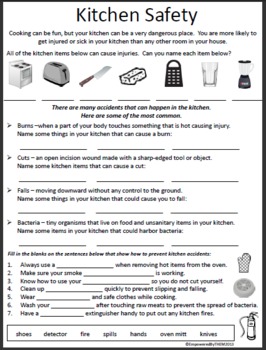 Kitchen Safety
Cooking can be fun, but your kitchen can be a very dangerous place. You are more likely to
get injured or sick in your kitchen than any other room in your house.
All of the kitchen items below can cause injuries. Can you name each item below?
There are many accidents that can happen in the kitchen.
Here are some of the most common.
➢ Burns –when a part of your body touches something that is hot causing injury.
Name some things in your kitchen that can cause a burn:
➢ Cuts – an open incision wound made with a sharp-edged tool or object.
Name some kitchen items that can cause a cut:
➢ Falls – moving downward without any control to the ground.
Name some things in your kitchen that could cause you to fall:
➢ Bacteria – tiny organisms that live on food and unsanitary items in your kitchen.
Name some items in your kitchen that could harbor bacteria:
Fill in the blanks on the sentences below that show how to prevent kitchen accidents:
1. Always use a ____ when removing hot items from the oven.
2. Make sure your smoke ____ is working.
3. Know how to use your ____ so you do not cut yourself.
4. Clean up ____ quickly to prevent slipping and falling.
5. Wear ____ and safe clothes while cooking.
6. Wash your ____ after touching raw meats to prevent the spread of bacteria.
7. Have a ____ extinguisher handy to put out any kitchen fires.
shoes detector fire spills hands oven mitt knives